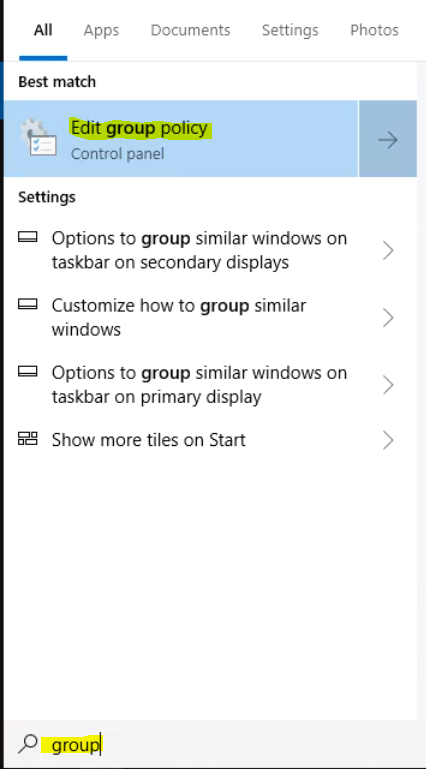 All Apps Documents Settings Photos
Best match
Edit group policy
Control panel
Settings
Options to group similar windows on
taskbar on secondary displays
Customize how to group similar
windows
Options to group similar windows on
taskbar on primary display
Show more tiles on Start
group